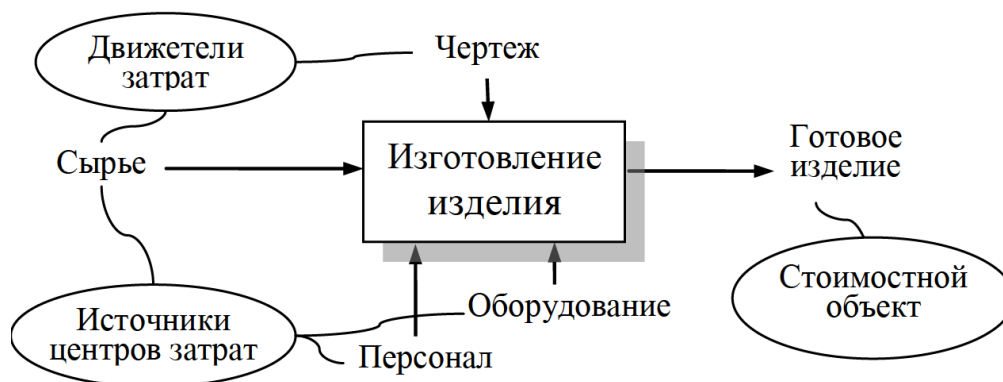 Движетели
затрат
Чертеж
Сырье
Изготовление
изделия
Готовое
изделие
Источники
центров затрат
Оборудование
Персонал
Стоимостной
объект